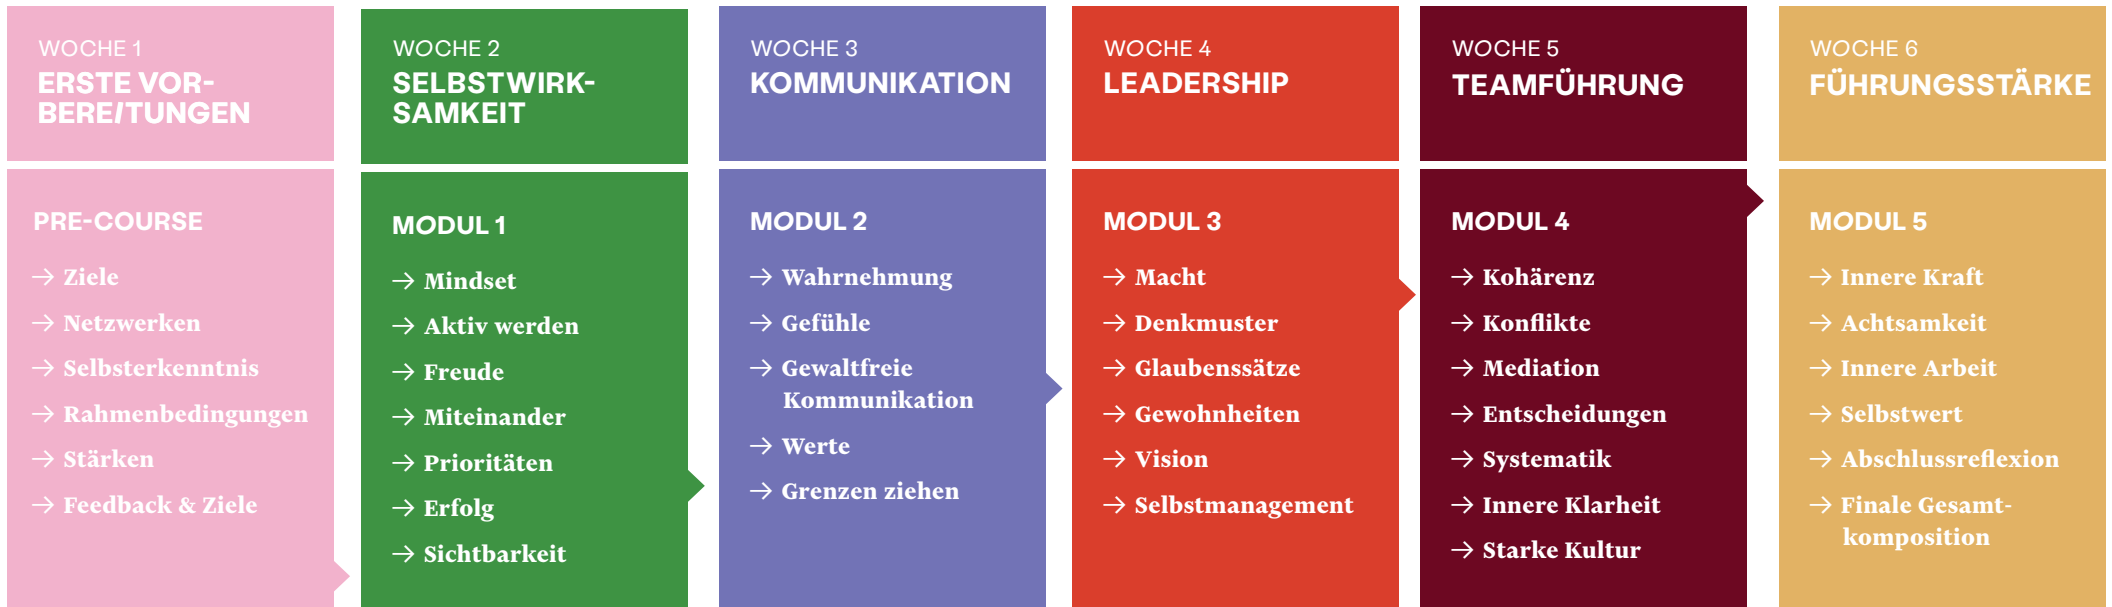 WOCHE 1
ERSTE VOR-
BEREITUNGEN
PRE-COURSE
→ Ziele
→ Netzwerken
→ Selbsterkenntnis
→ Rahmenbedingungen
→ Stärken
→ Feedback & Ziele
WOCHE 2
SELBSTWIRK-
SAMKEIT
MODUL 1
→ Mindset
→ Aktiv werden
→ Freude
→ Miteinander
→ Prioritäten
→ Erfolg
→ Sichtbarkeit
WOCHE 3
KOMMUNIKATION
MODUL 2
→ Wahrnehmung
→ Gefühle
→ Gewaltfreie
Kommunikation
→ Werte
→ Grenzen ziehen
WOCHE 4
LEADERSHIP
MODUL 3
→ Macht
→ Denkmuster
→ Glaubenssätze
→ Gewohnheiten
→ Vision
→ Selbstmanagement
WOCHE 5
TEAMFÜHRUNG
MODUL 4
→ Kohärenz
→ Konflikte
→ Mediation
→ Entscheidungen
→ Systematik
→ Innere Klarheit
→ Starke Kultur
WOCHE 6
FÜHRUNGSSTÄRKE
MODUL 5
→ Innere Kraft
→ Achtsamkeit
→ Innere Arbeit
→ Selbstwert
→ Abschlussreflexion
→ Finale Gesamt-
komposition